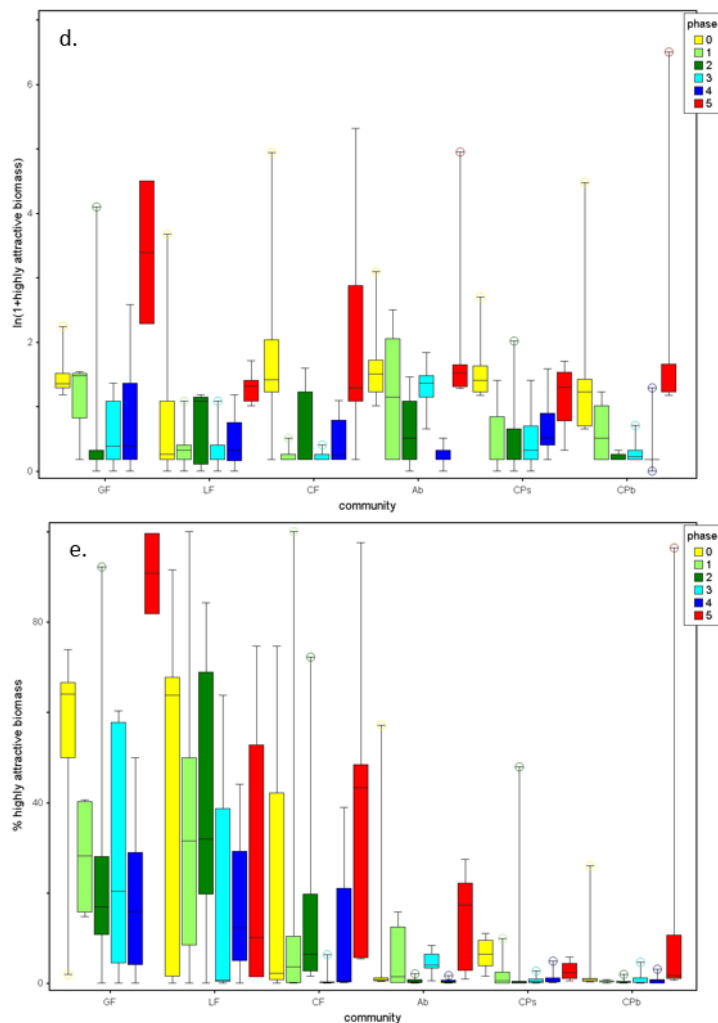 d.
phase
0
1
2
3
4
5
6
4
2
0
ln(1+highly attractive biomass)
GF LF CF Ab CPs CPb
community
e.
phase
0
1
2
3
4
5
80
40
0
% highly attractive biomass
GF LF CF Ab CPs CPb
community